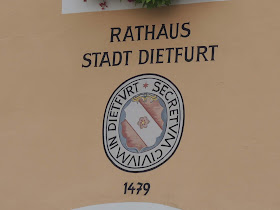 RATHAUS
STADT DIETFURT
SECRETVM CIVIVM IN DIETFVRT
1479